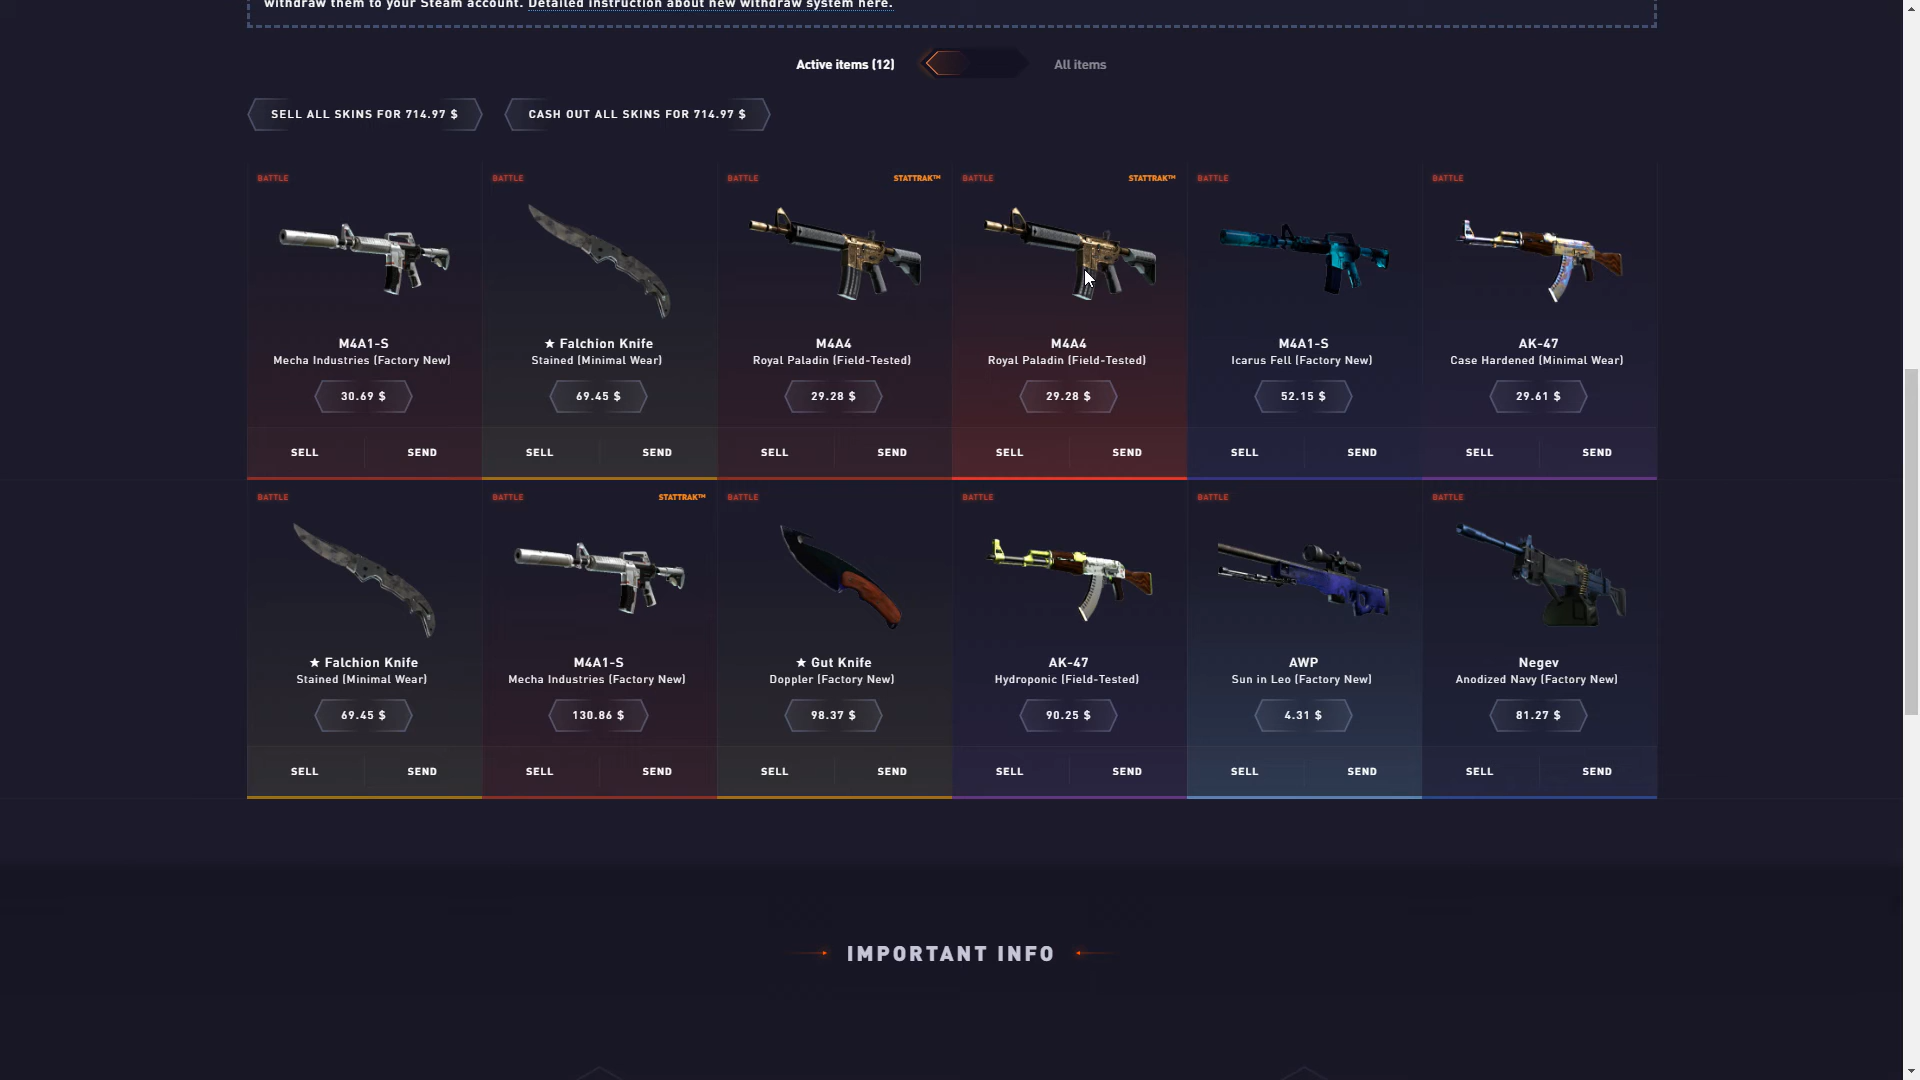 withdraw them to your Steam account. Detailed instruction about new withdraw system here.
Active items (12)
All items
SELL ALL SKINS FOR 714.97 $
CASH OUT ALL SKINS FOR 714.97 $
BATTLE
M4A1-S
Mecha Industries (Factory New)
30.69 $
SELL
SEND
BATTLE
★ Falchion Knife
Stained (Minimal Wear)
69.45 $
SELL
SEND
BATTLE
STATTRAK™
M4A4
Royal Paladin (Field-Tested)
29.28 $
SELL
SEND
BATTLE
STATTRAK™
M4A4
Royal Paladin (Field-Tested)
29.28 $
SELL
SEND
BATTLE
M4A1-S
Icarus Fell (Factory New)
52.15 $
SELL
SEND
BATTLE
AK-47
Case Hardened (Minimal Wear)
29.61 $
SELL
SEND
BATTLE
★ Falchion Knife
Stained (Minimal Wear)
69.45 $
SELL
SEND
BATTLE
STATTRAK™
M4A1-S
Mecha Industries (Factory New)
130.86 $
SELL
SEND
BATTLE
★ Gut Knife
Doppler (Factory New)
98.37 $
SELL
SEND
BATTLE
AK-47
Hydroponic (Field-Tested)
90.25 $
SELL
SEND
BATTLE
AWP
Sun in Leo (Factory New)
4.31 $
SELL
SEND
BATTLE
Negev
Anodized Navy (Factory New)
81.27 $
SELL
SEND
IMPORTANT INFO